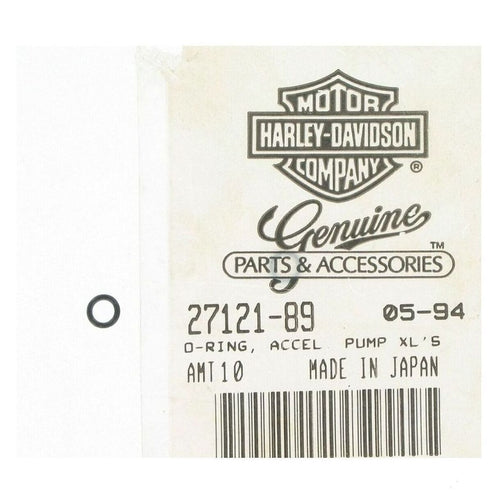 MOTOR
HARLEY-DAVIDSON
COMPANY
®
Genuine
™
PARTS & ACCESSORIES
27121-89 05-94
O-RING, ACCEL PUMP XL'S
AMT10 MADE IN JAPAN